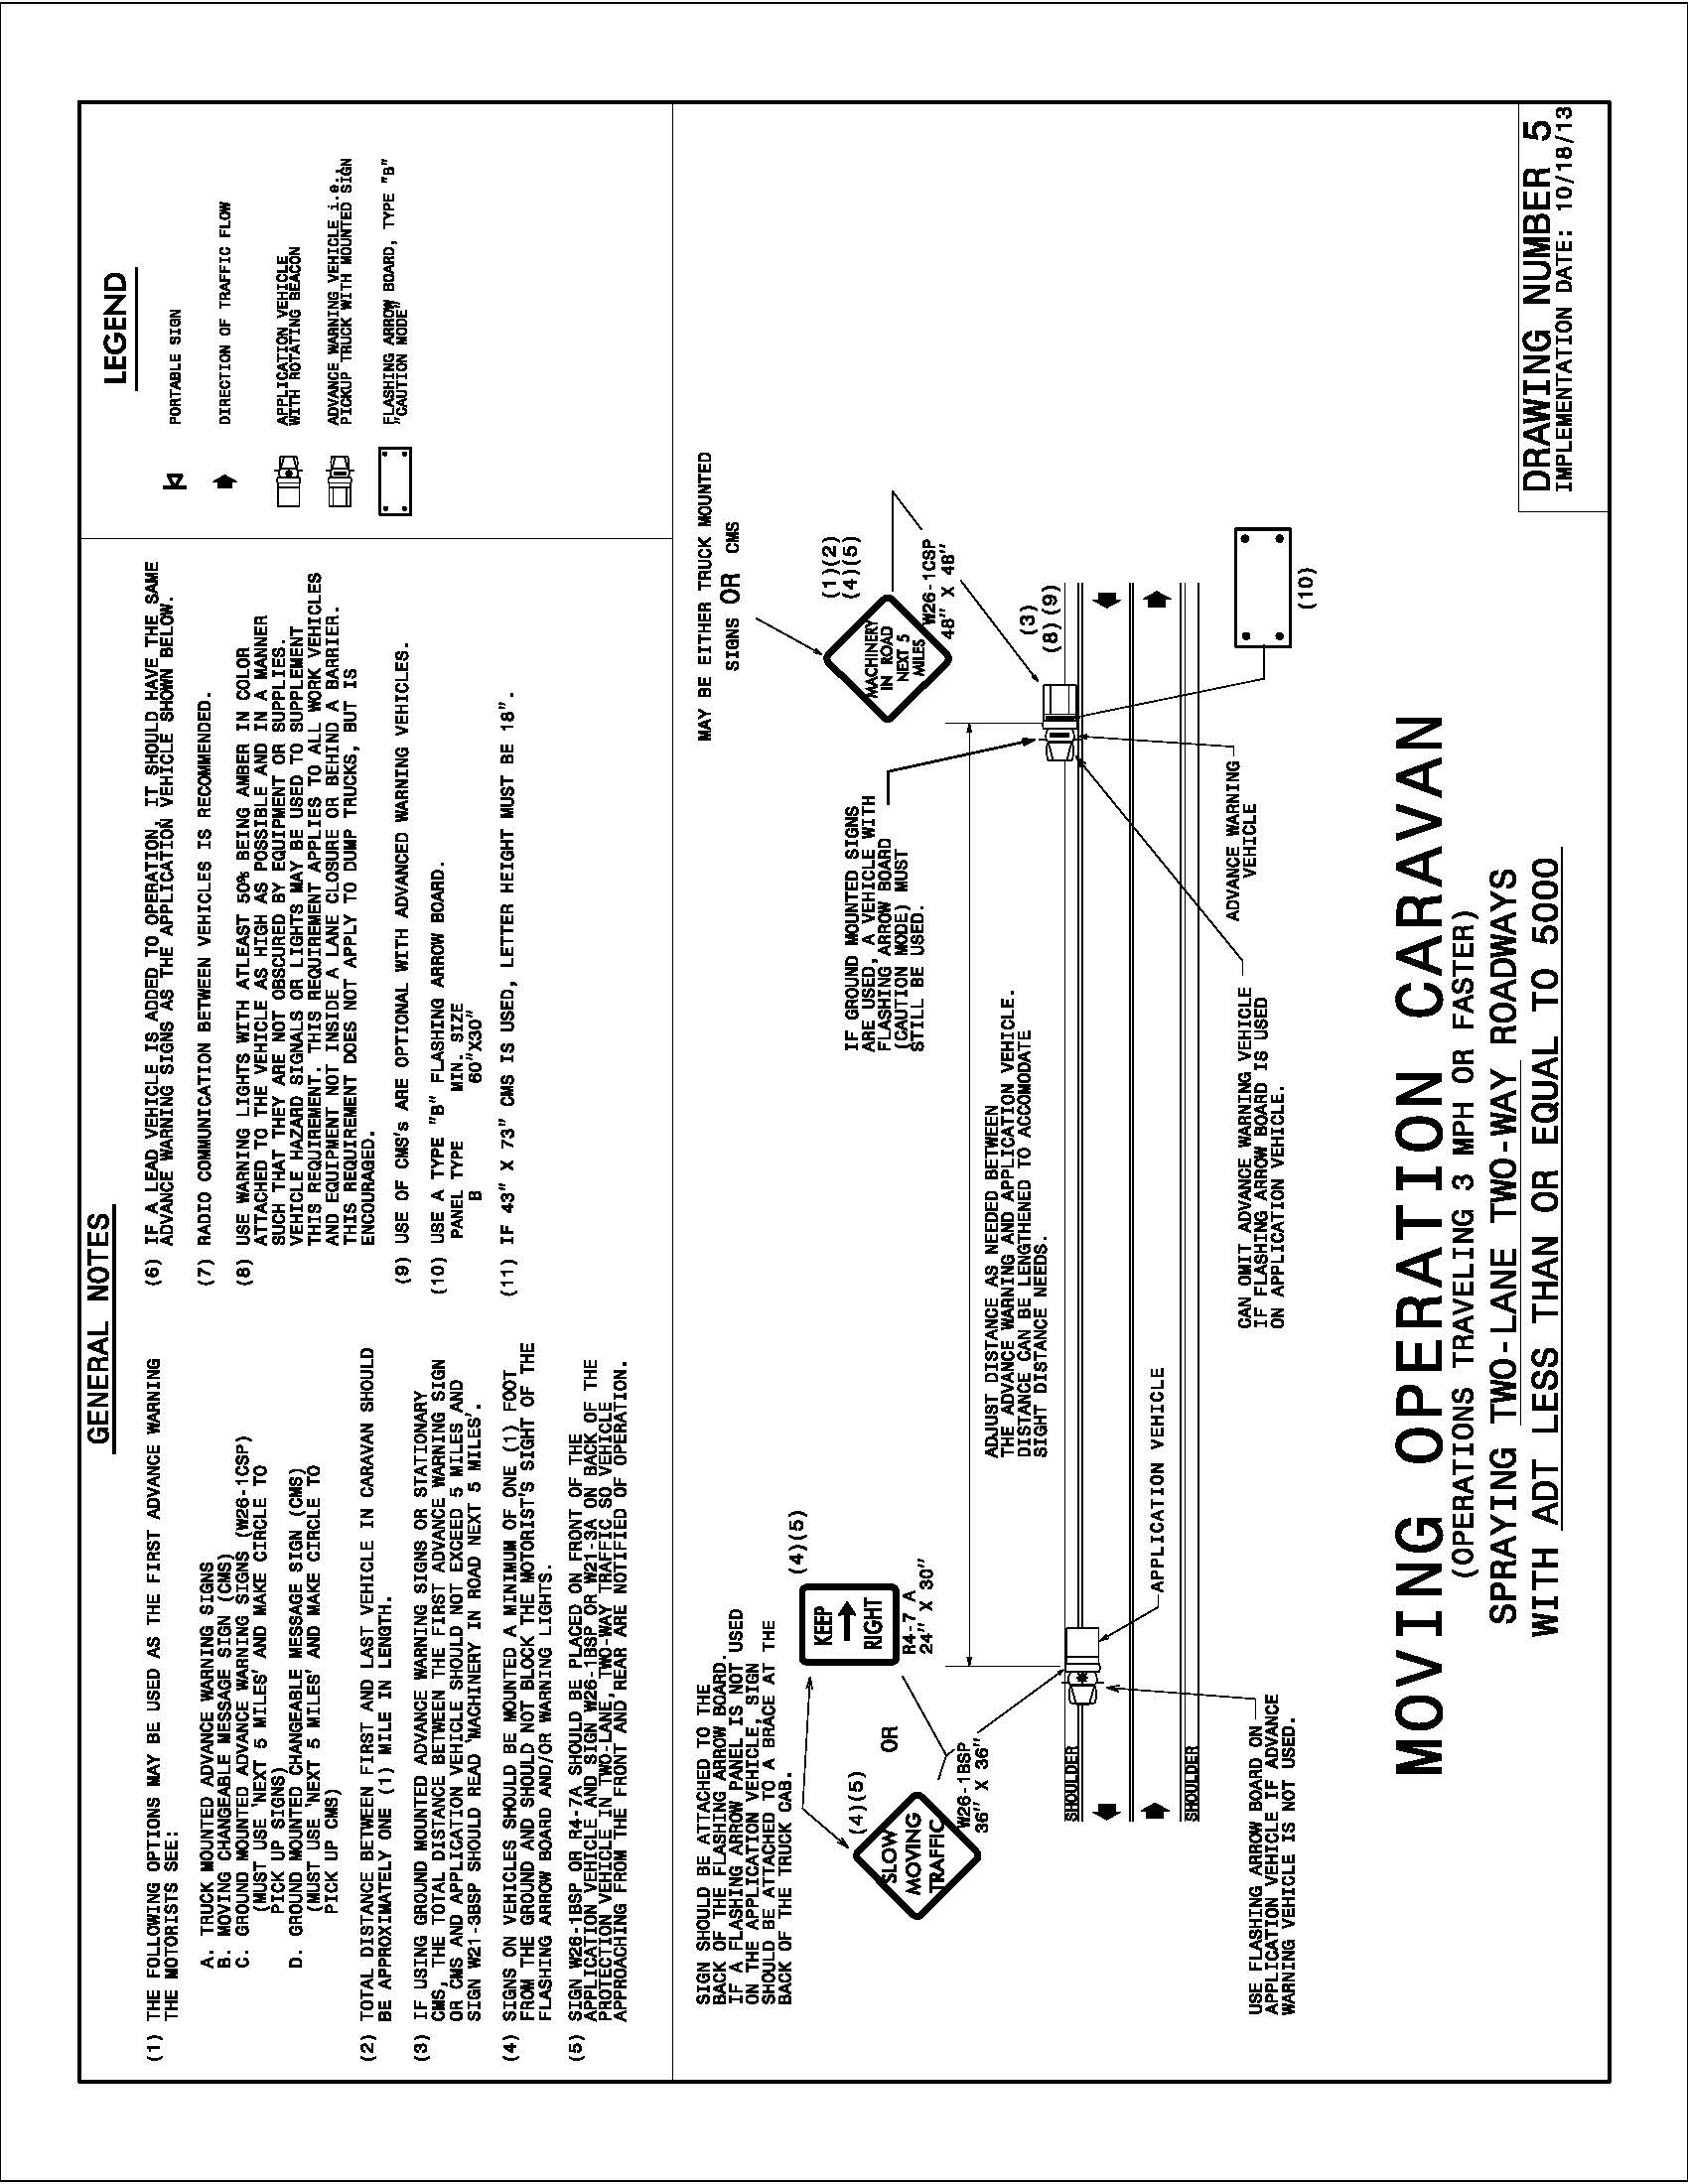 GENERAL NOTES
(1) THE FOLLOWING OPTIONS MAY BE USED AS THE FIRST ADVANCE WARNING
THE MOTORISTS SEE:
A. TRUCK MOUNTED ADVANCE WARNING SIGNS
B. MOVING CHANGEABLE MESSAGE SIGN (CMS)
C. GROUND MOUNTED ADVANCE WARNING SIGNS (W26-1CSP)
(MUST USE 'NEXT 5 MILES' AND MAKE CIRCLE TO
PICK UP SIGNS)
D. GROUND MOUNTED CHANGEABLE MESSAGE SIGN (CMS)
(MUST USE 'NEXT 5 MILES' AND MAKE CIRCLE TO
PICK UP CMS)
(2) TOTAL DISTANCE BETWEEN FIRST AND LAST VEHICLE IN CARAVAN SHOULD
BE APPROXIMATELY ONE (1) MILE IN LENGTH.
(3) IF USING GROUND MOUNTED ADVANCE WARNING SIGNS OR STATIONARY
CMS, THE TOTAL DISTANCE BETWEEN THE FIRST ADVANCE WARNING SIGN
OR CMS AND APPLICATION VEHICLE SHOULD NOT EXCEED 5 MILES AND
SIGN W21-3BSP SHOULD READ 'MACHINERY IN ROAD NEXT 5 MILES'.
(4) SIGNS ON VEHICLES SHOULD BE MOUNTED A MINIMUM OF ONE (1) FOOT
FROM THE GROUND AND SHOULD NOT BLOCK THE MOTORIST'S SIGHT OF THE
FLASHING ARROW BOARD AND/OR WARNING LIGHTS.
(5) SIGN W26-1BSP OR R4-7A SHOULD BE PLACED ON FRONT OF THE
APPLICATION VEHICLE AND SIGN W26-1BSP OR W21-3A ON BACK OF THE
PROTECTION VEHICLE IN TWO-LANE, TWO-WAY TRAFFIC SO VEHICLE
APPROACHING FROM THE FRONT AND REAR ARE NOTIFIED OF OPERATION.
(6) IF A LEAD VEHICLE IS ADDED TO OPERATION, IT SHOULD HAVE THE SAME
ADVANCE WARNING SIGNS AS THE APPLICATION VEHICLE SHOWN BELOW.
(7) RADIO COMMUNICATION BETWEEN VEHICLES IS RECOMMENDED.
(8) USE WARNING LIGHTS WITH ATLEAST 50% BEING AMBER IN COLOR
ATTACHED TO THE VEHICLE AS HIGH AS POSSIBLE AND IN A MANNER
SUCH THAT THEY ARE NOT OBSCURED BY EQUIPMENT OR SUPPLIES.
VEHICLE HAZARD SIGNALS OR LIGHTS MAY BE USED TO SUPPLEMENT
THIS REQUIREMENT. THIS REQUIREMENT APPLIES TO ALL WORK VEHICLES
AND EQUIPMENT NOT INSIDE A LANE CLOSURE OR BEHIND A BARRIER.
THIS REQUIREMENT DOES NOT APPLY TO DUMP TRUCKS, BUT IS
ENCOURAGED.
(9) USE OF CMS's ARE OPTIONAL WITH ADVANCED WARNING VEHICLES.
(10) USE A TYPE "B" FLASHING ARROW BOARD.
PANEL TYPE MIN. SIZE
B 60"X30"
(11) IF 43" X 73" CMS IS USED, LETTER HEIGHT MUST BE 18".
LEGEND
PORTABLE SIGN
DIRECTION OF TRAFFIC FLOW
APPLICATION VEHICLE
WITH ROTATING BEACON
ADVANCE WARNING VEHICLE i.e.,
PICKUP TRUCK WITH MOUNTED SIGN
FLASHING ARROW BOARD, TYPE "B"
"CAUTION MODE"
SIGN SHOULD BE ATTACHED TO THE
BACK OF THE FLASHING ARROW BOARD.
IF A FLASHING ARROW PANEL IS NOT USED
ON THE APPLICATION VEHICLE, SIGN
SHOULD BE ATTACHED TO A BRACE AT THE
BACK OF THE TRUCK CAB.
(4)(5)
KEEP
RIGHT
R4-7 A
24" X 30"
OR
(4)(5)
SLOW
MOVING
TRAFFIC
W26-1BSP
36" X 36"
MAY BE EITHER TRUCK MOUNTED
SIGNS OR CMS
(1)(2)
(4)(5)
MACHINERY
IN ROAD
NEXT 5
MILES
W26-1CSP
48" X 48"
IF GROUND MOUNTED SIGNS
ARE USED, A VEHICLE WITH
FLASHING ARROW BOARD
(CAUTION MODE) MUST
STILL BE USED.
ADJUST DISTANCE AS NEEDED BETWEEN
THE ADVANCE WARNING AND APPLICATION VEHICLE.
DISTANCE CAN BE LENGTHENED TO ACCOMODATE
SIGHT DISTANCE NEEDS.
(3)
(8)(9)
SHOULDER
SHOULDER
APPLICATION VEHICLE
ADVANCE WARNING
VEHICLE
(10)
USE FLASHING ARROW BOARD ON
APPLICATION VEHICLE IF ADVANCE
WARNING VEHICLE IS NOT USED.
CAN OMIT ADVANCE WARNING VEHICLE
IF FLASHING ARROW BOARD IS USED
ON APPLICATION VEHICLE.
MOVING OPERATION CARAVAN
(OPERATIONS TRAVELING 3 MPH OR FASTER)
SPRAYING TWO-LANE TWO-WAY ROADWAYS
WITH ADT LESS THAN OR EQUAL TO 5000
DRAWING NUMBER 5
IMPLEMENTATION DATE: 10/18/13